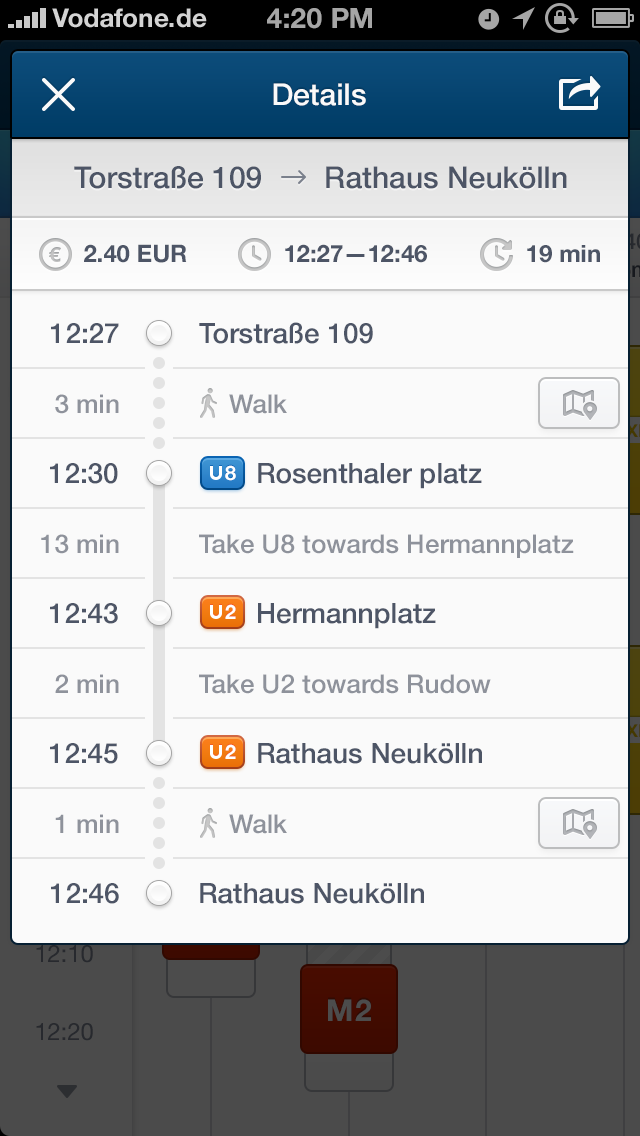 Vodafone.de 4:20 PM
Details
Torstraße 109 → Rathaus Neukölln
€ 2.40 EUR 12:27—12:46 19 min
12:27 Torstraße 109
3 min Walk
12:30 U8 Rosenthaler platz
13 min Take U8 towards Hermannplatz
12:43 U2 Hermannplatz
2 min Take U2 towards Rudow
12:45 U2 Rathaus Neukölln
1 min Walk
12:46 Rathaus Neukölln
12:10
M2
12:20